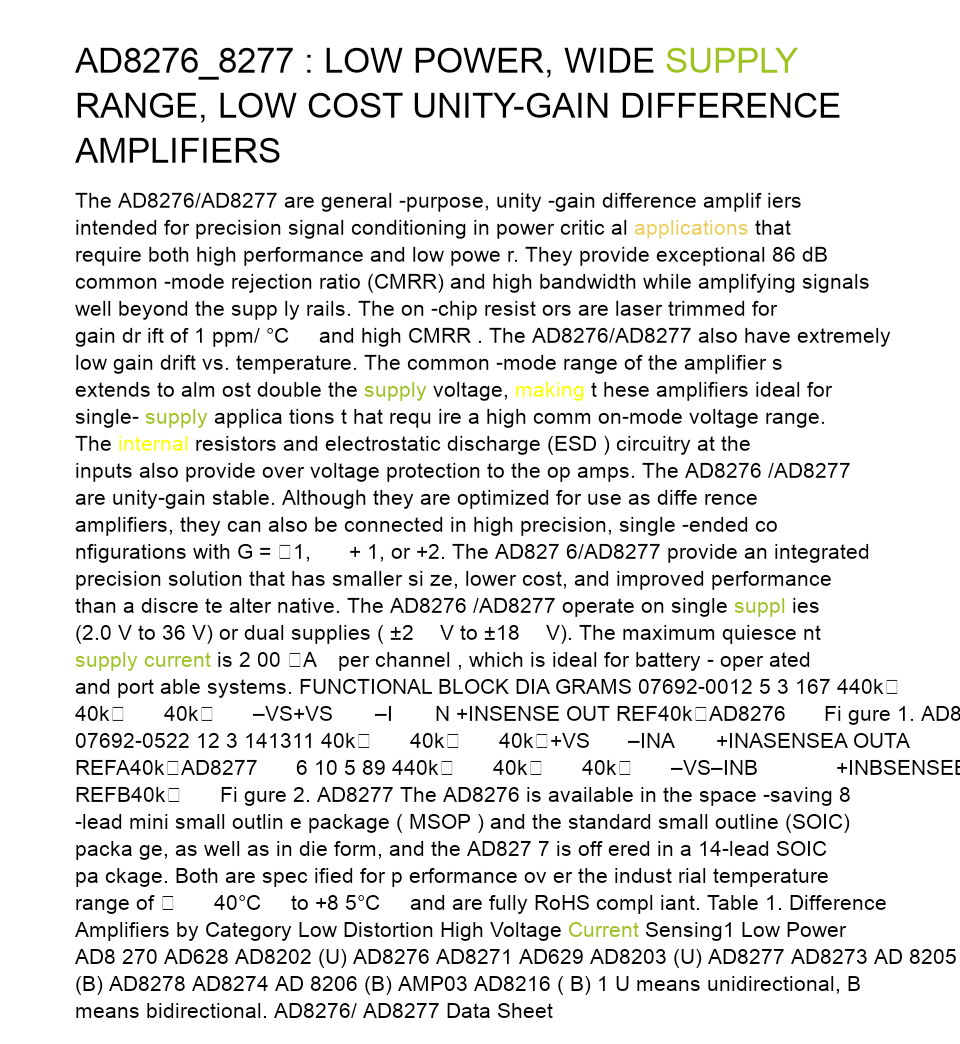 AD8276_8277 : LOW POWER, WIDE SUPPLY
RANGE, LOW COST UNITY-GAIN DIFFERENCE
AMPLIFIERS
The AD8276/AD8277 are general -purpose, unity -gain difference amplif iers
intended for precision signal conditioning in power critic al applications that
require both high performance and low powe r. They provide exceptional 86 dB
common -mode rejection ratio (CMRR) and high bandwidth while amplifying signals
well beyond the supp ly rails. The on -chip resist ors are laser trimmed for
gain dr ift of 1 ppm/ °C and high CMRR . The AD8276/AD8277 also have extremely
low gain drift vs. temperature. The common -mode range of the amplifier s
extends to alm ost double the supply voltage, making t hese amplifiers ideal for
single- supply applica tions t hat requ ire a high comm on-mode voltage range.
The internal resistors and electrostatic discharge (ESD ) circuitry at the
inputs also provide over voltage protection to the op amps. The AD8276 /AD8277
are unity-gain stable. Although they are optimized for use as diffe rence
amplifiers, they can also be connected in high precision, single -ended co
nfigurations with G = □1, + 1, or +2. The AD827 6/AD8277 provide an integrated
precision solution that has smaller si ze, lower cost, and improved performance
than a discre te alter native. The AD8276 /AD8277 operate on single suppl ies
(2.0 V to 36 V) or dual supplies ( ±2 V to ±18 V). The maximum quiesce nt
supply current is 2 00 □A per channel , which is ideal for battery - oper ated
and port able systems. FUNCTIONAL BLOCK DIA GRAMS 07692-0012 5 3 167 440k□
40k□ 40k□ –VS+VS –I N +INSENSE OUT REF40k□AD8276 Fi gure 1. AD8
07692-0522 12 3 141311 40k□ 40k□ 40k□+VS –INA +INASENSEA OUTA
REFA40k□AD8277 6 10 5 89 440k□ 40k□ 40k□ –VS–INB +INBSENSEB
REFB40k□ Fi gure 2. AD8277 The AD8276 is available in the space -saving 8
-lead mini small outlin e package ( MSOP ) and the standard small outline (SOIC)
packa ge, as well as in die form, and the AD827 7 is off ered in a 14-lead SOIC
pa ckage. Both are spec ified for p erformance ov er the indust rial temperature
range of □ 40°C to +8 5°C and are fully RoHS compl iant. Table 1. Difference
Amplifiers by Category Low Distortion High Voltage Current Sensing1 Low Power
AD8 270 AD628 AD8202 (U) AD8276 AD8271 AD629 AD8203 (U) AD8277 AD8273 AD 8205
(B) AD8278 AD8274 AD 8206 (B) AMP03 AD8216 ( B) 1 U means unidirectional, B
means bidirectional. AD8276/ AD8277 Data Sheet